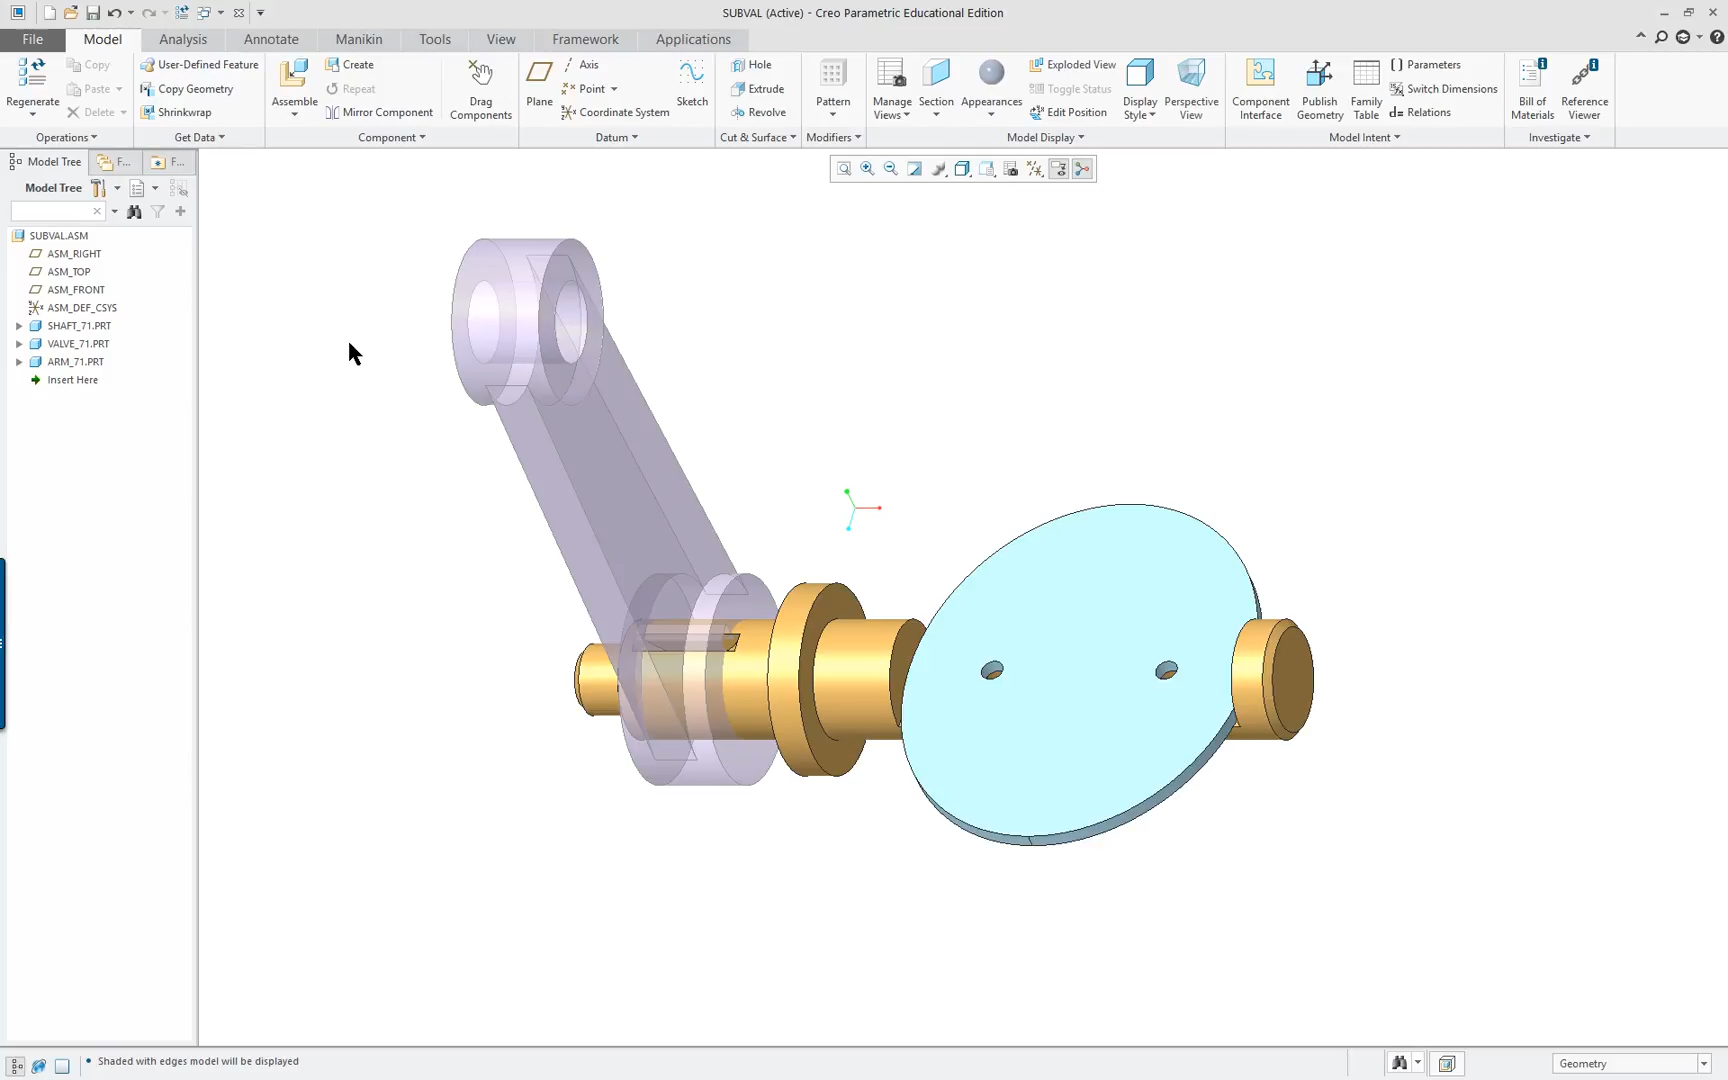 SUBVAL (Active) - Creo Parametric Educational Edition
File Model Analysis Annotate Manikin Tools View Framework Applications
Regenerate
Copy
Paste
Delete
Operations
User-Defined Feature
Copy Geometry
Shrinkwrap
Get Data
Assemble
Create
Repeat
Mirror Component
Component
Drag
Components
Plane
Axis
Point
Coordinate System
Sketch
Datum
Hole
Extrude
Revolve
Cut & Surface
Pattern
Modifiers
Manage
Views
Section
Appearances
Exploded View
Toggle Status
Edit Position
Display
Style
Perspective
View
Model Display
Component
Interface
Publish
Geometry
Family
Table
Parameters
Switch Dimensions
Relations
Model Intent
Bill of
Materials
Reference
Viewer
Investigate
Model Tree F... F...
Model Tree
SUBVAL.ASM
ASM_RIGHT
ASM_TOP
ASM_FRONT
ASM_DEF_CSYS
SHAFT_71.PRT
VALVE_71.PRT
ARM_71.PRT
Insert Here
Shaded with edges model will be displayed
Geometry